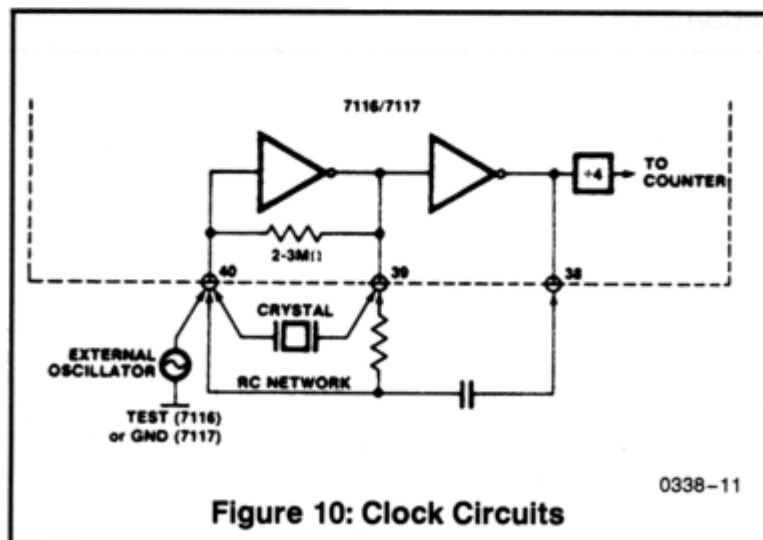 7116/7117
÷4
TO
COUNTER
2-3MΩ
40
39
38
CRYSTAL
EXTERNAL
OSCILLATOR
RC NETWORK
TEST (7116)
or GND (7117)
0338-11
Figure 10: Clock Circuits